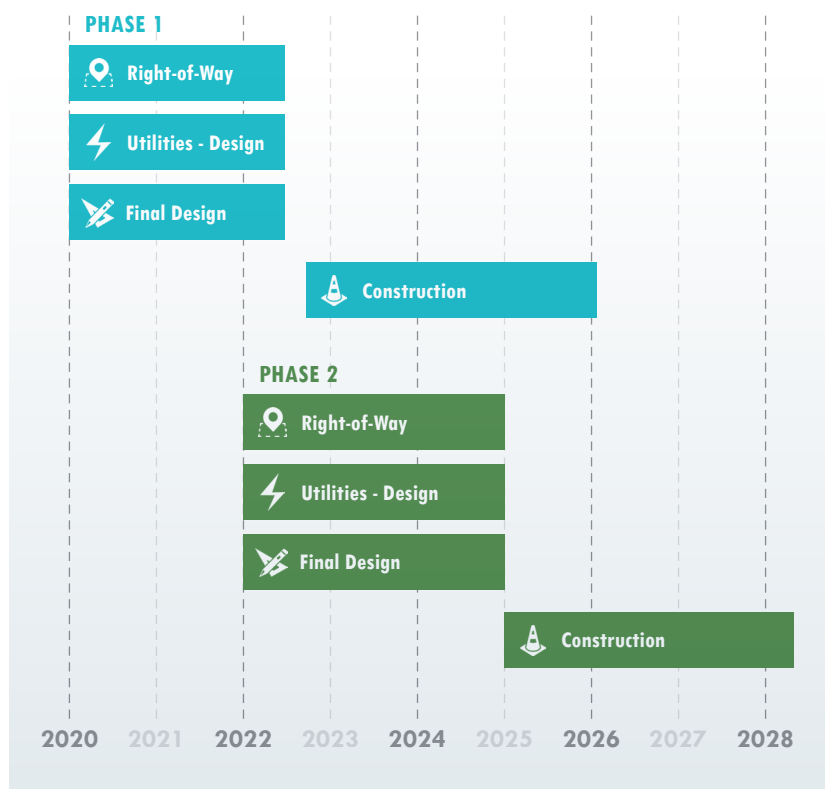 PHASE 1
Right-of-Way
Utilities - Design
Final Design
Construction
PHASE 2
Right-of-Way
Utilities - Design
Final Design
Construction
2020 2021 2022 2023 2024 2025 2026 2027 2028